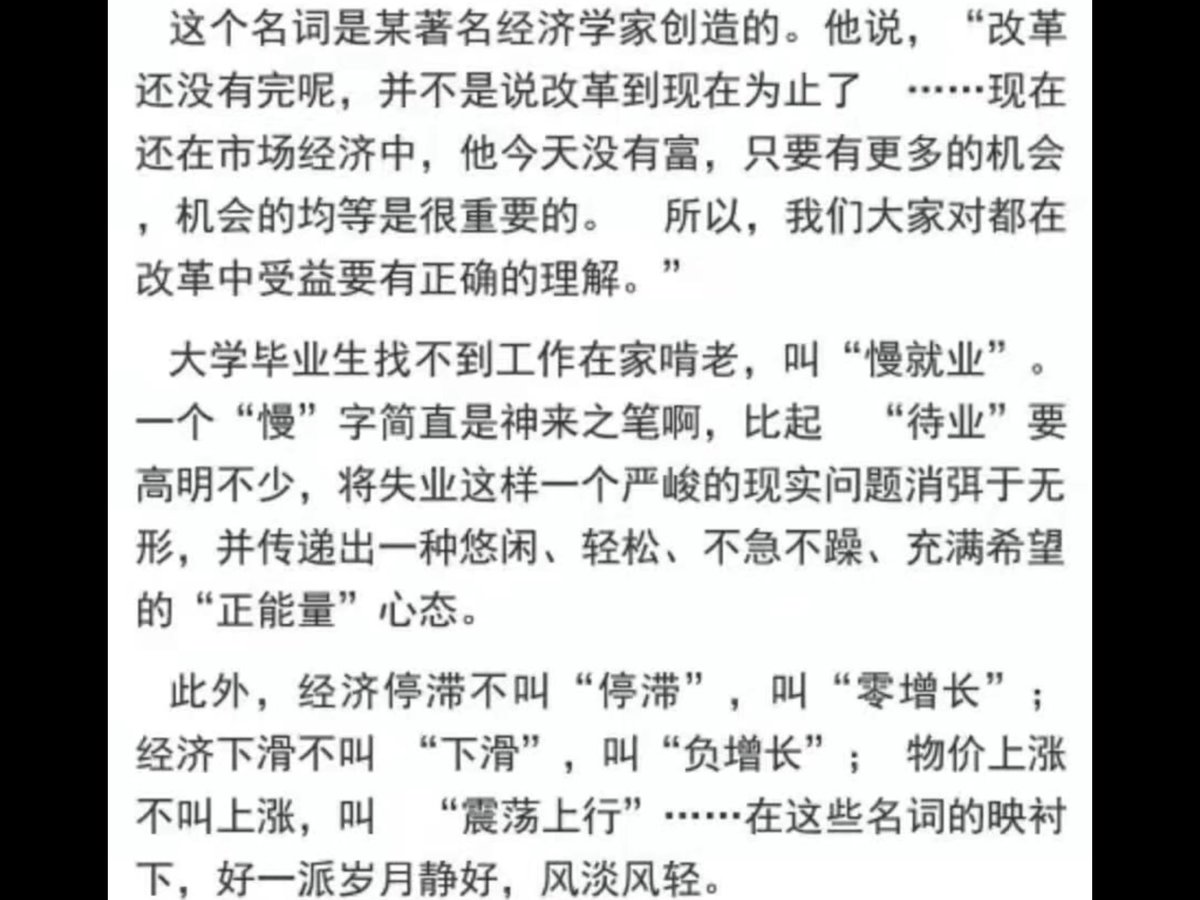 这个名词是某著名经济学家创造的。他说，“改革
还没有完呢，并不是说改革到现在为止了 ……现在
还在市场经济中，他今天没有富，只要有更多的机会
，机会的均等是很重要的。 所以，我们大家对都在
改革中受益要有正确的理解。”
大学毕业生找不到工作在家啃老，叫“慢就业”。
一个“慢”字简直是神来之笔啊，比起 “待业”要
高明不少，将失业这样一个严峻的现实问题消弭于无
形，并传递出一种悠闲、轻松、不急不躁、充满希望
的“正能量”心态。
此外，经济停滞不叫“停滞”，叫“零增长”；
经济下滑不叫 “下滑”，叫“负增长”； 物价上涨
不叫上涨，叫 “震荡上行”……在这些名词的映衬
下，好一派岁月静好，风淡风轻。